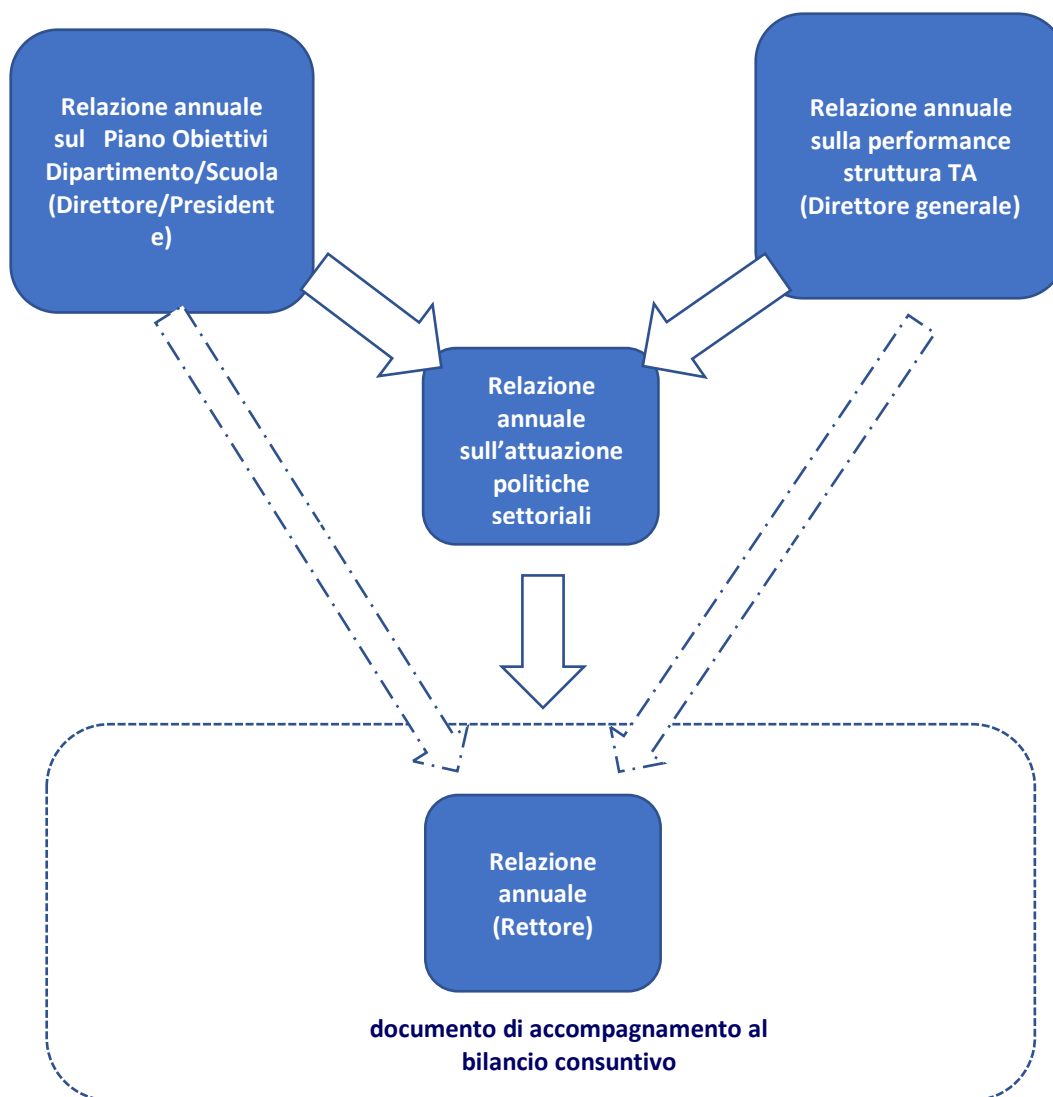 Relazione annuale
sul Piano Obiettivi
Dipartimento/Scuola
(Direttore/President
e)
Relazione annuale
sulla performance
struttura TA
(Direttore generale)
Relazione
annuale
sull’attuazione
politiche
settoriali
Relazione
annuale
(Rettore)
documento di accompagnamento al
bilancio consuntivo